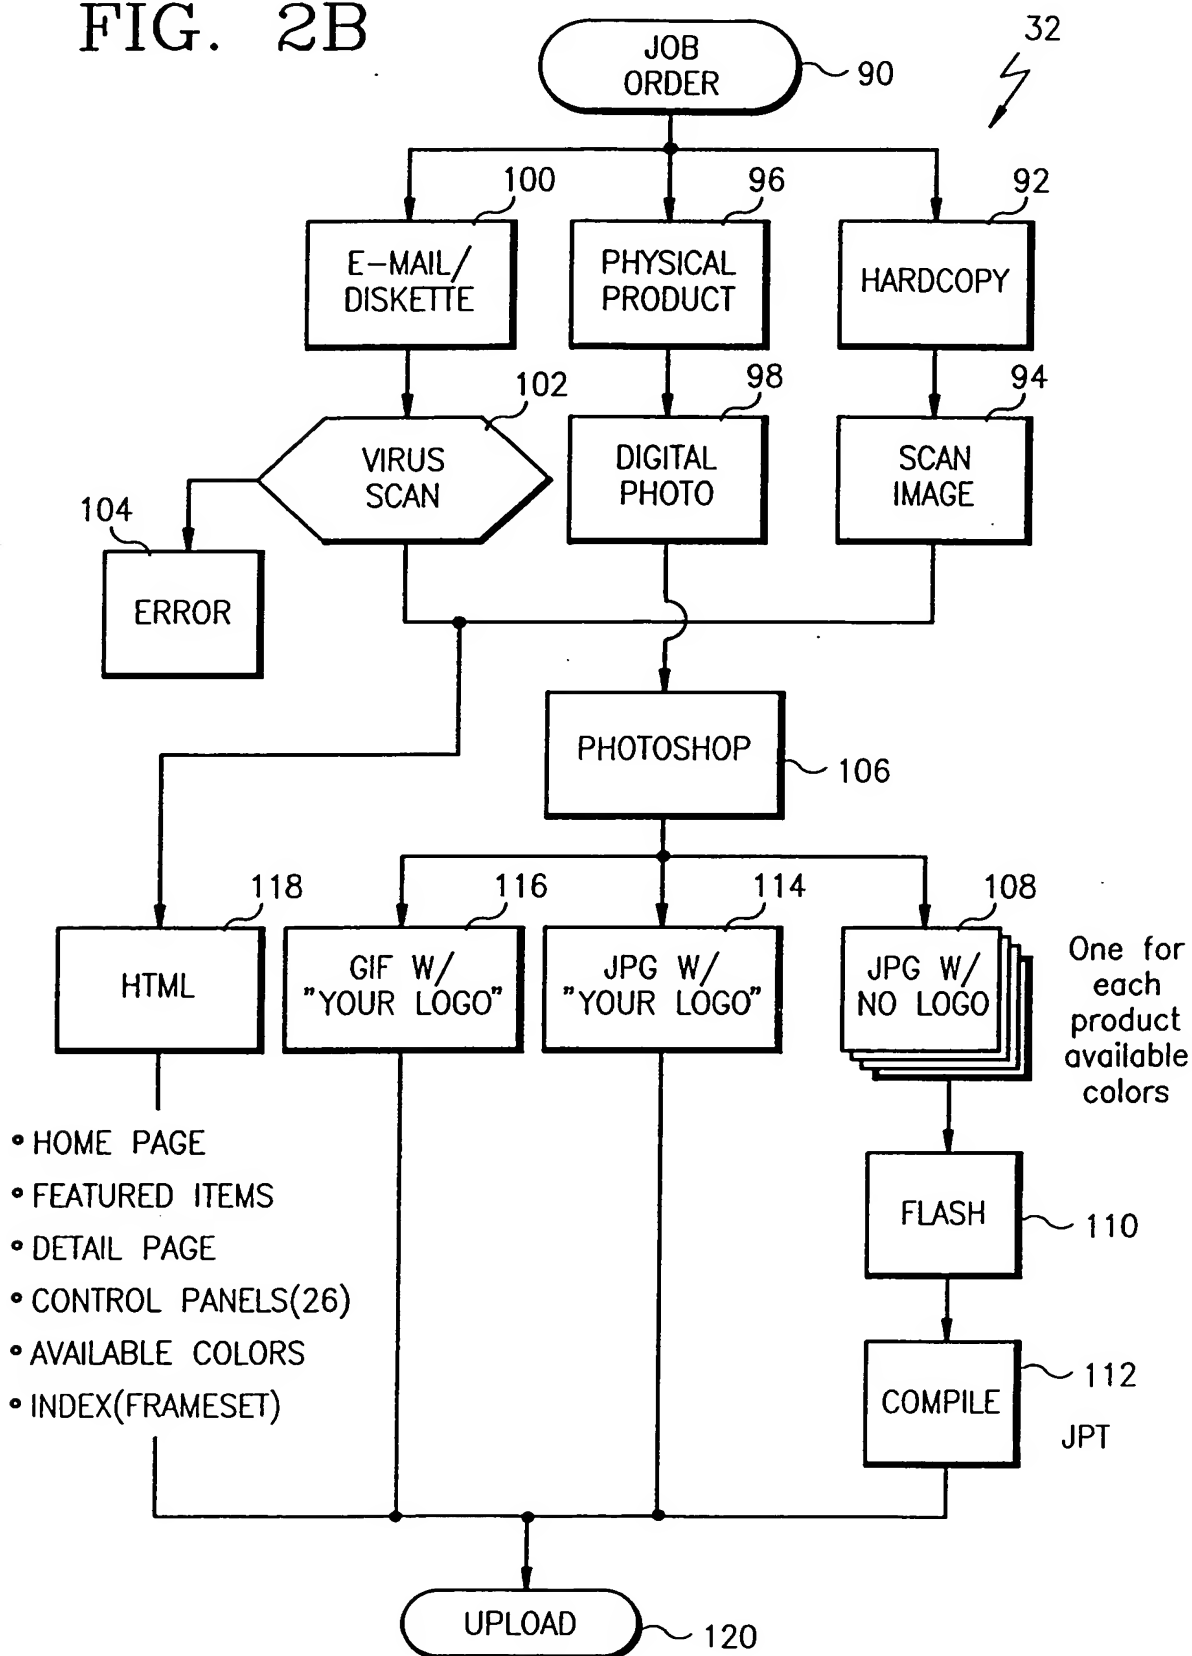 FIG. 2B
32
JOB
ORDER
90
100
96
92
E-MAIL/
DISKETTE
PHYSICAL
PRODUCT
HARDCOPY
102
98
94
VIRUS
SCAN
DIGITAL
PHOTO
SCAN
IMAGE
104
ERROR
PHOTOSHOP
106
118
116
114
108
HTML
GIF W/
"YOUR LOGO"
JPG W/
"YOUR LOGO"
JPG W/
NO LOGO
One for
each
product
available
colors
• HOME PAGE
• FEATURED ITEMS
• DETAIL PAGE
• CONTROL PANELS(26)
• AVAILABLE COLORS
• INDEX(FRAMESET)
FLASH
110
COMPILE
112
JPT
UPLOAD
120